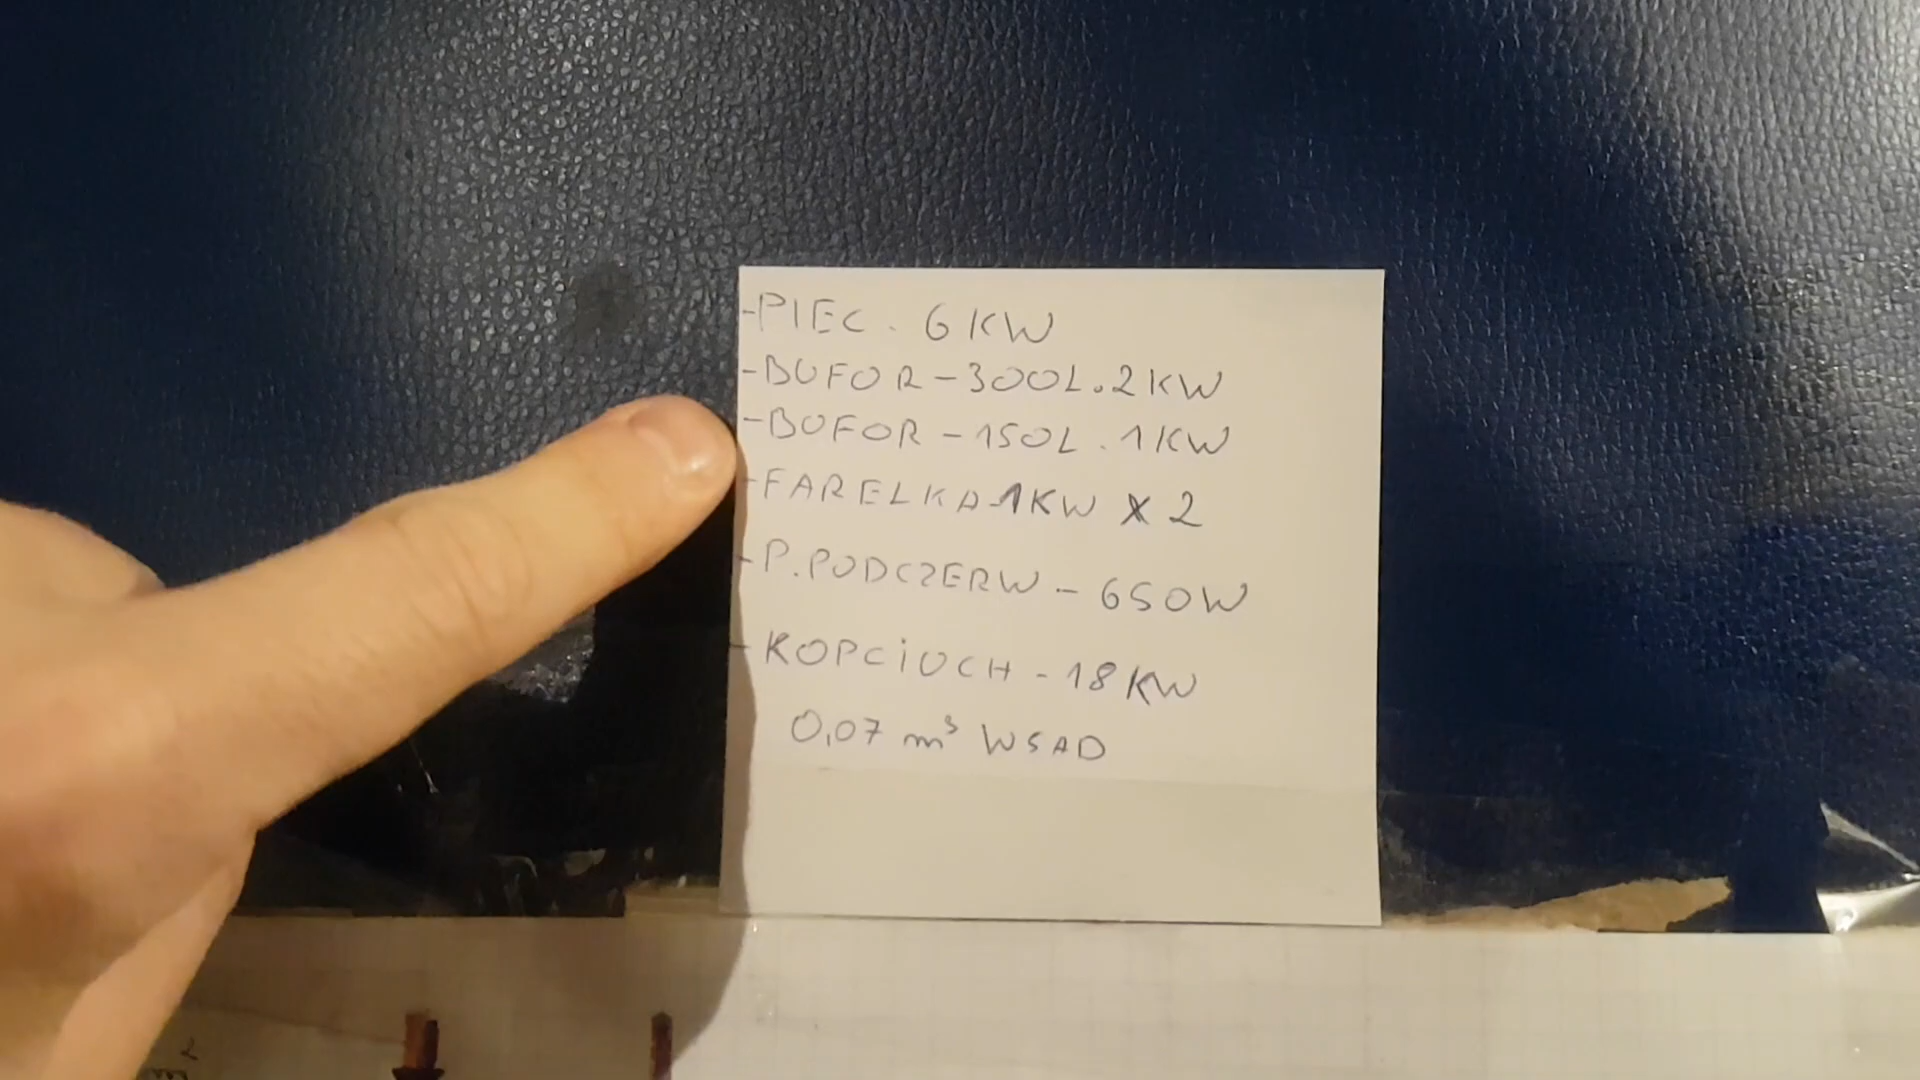 -PIEC. 6KW
-BUFOR-300L.2KW
-BUFOR-150L.1KW
-FARELKA-1KW X 2
-P.PODCZERW-650W
-KOPCiUCH-18KW
0,07 m³ WSAD